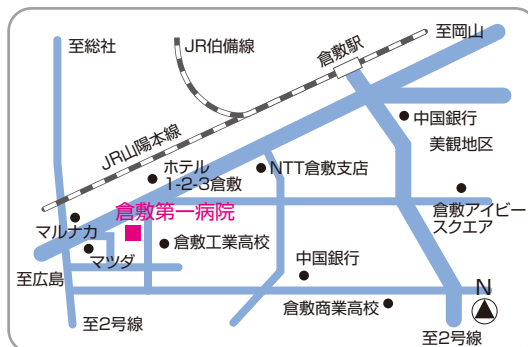 至総社
JR伯備線
倉敷駅
至岡山
中国銀行
美観地区
JR山陽本線
ホテル
1-2-3倉敷
NTT倉敷支店
倉敷第一病院
倉敷アイビー
スクエア
マルナカ
マツダ
倉敷工業高校
至広島
中国銀行
倉敷商業高校
N
至2号線
至2号線